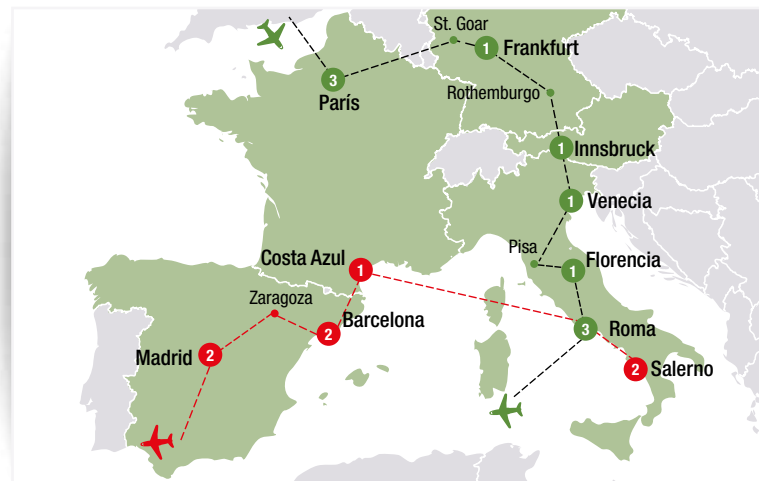 St. Goar
1
Frankfurt
3
París
Rothemburgo
1
Innsbruck
1
Venecia
Pisa
Florencia
1
Costa Azul
1
Zaragoza
Barcelona
2
3
Roma
Madrid
2
2
Salerno